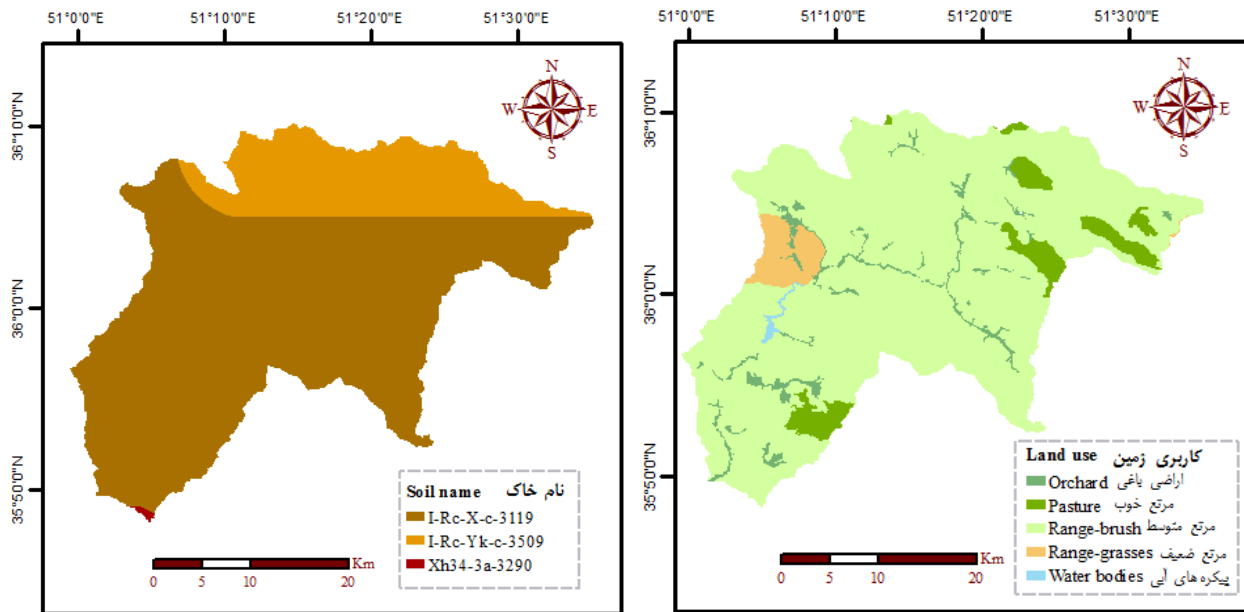 51°0'0"E 51°10'0"E 51°20'0"E 51°30'0"E
36°10'0"N
36°0'0"N
35°50'0"N
N
W E
S
Soil name نام خاک
I-Rc-X-c-3119
I-Rc-Yk-c-3509
Xh34-3a-3290
Km
0 5 10 20
51°0'0"E 51°10'0"E 51°20'0"E 51°30'0"E
36°10'0"N
36°0'0"N
35°50'0"N
N
W E
S
Land use کاربری زمین
Orchard اراضی باغی
Pasture مرتع خوب
Range-brush مرتع متوسط
Range-grasses مرتع ضعیف
Water bodies پیکره های آبی
Km
0 5 10 20